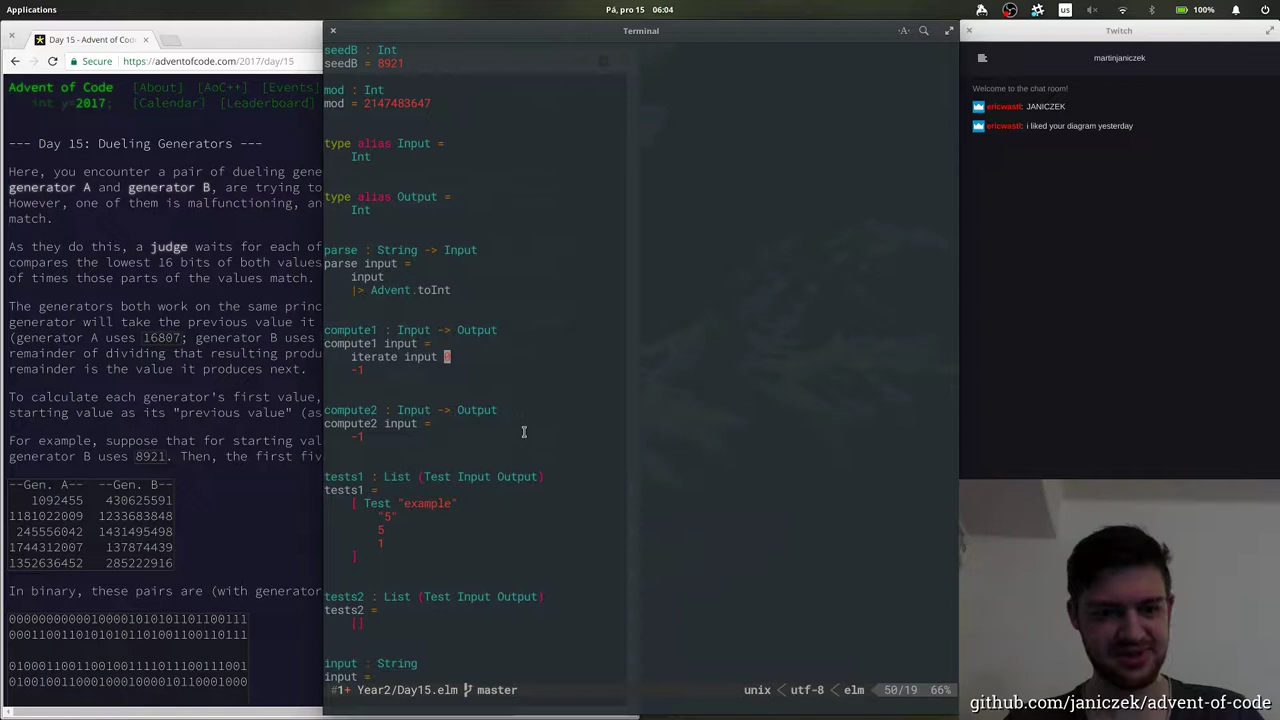 Pá, pro 15 06:04
us
100%
Day 15 - Advent of Cod
Secure
https://adventofcode.com/2017/day/15
Advent of Code [About] [AoC++] [Events]
int y=2017; [Calendar] [Leaderboard]
--- Day 15: Dueling Generators ---
Here, you encounter a pair of dueling gene
generator A and generator B, are trying to
However, one of them is malfunctioning, an
match.
As they do this, a judge waits for each of
compares the lowest 16 bits of both values
of times those parts of the values match.
The generators both work on the same princ
generator will take the previous value it
(generator A uses 16807; generator B uses
remainder of dividing that resulting produ
remainder is the value it produces next.
To calculate each generator's first value,
starting value as its "previous value" (as
For example, suppose that for starting val
generator B uses 8921. Then, the first fiv
--Gen. A-- --Gen. B--
1092455 430625591
1181022009 1233683848
245556042 1431495498
1744312007 137874439
1352636452 285222916
In binary, these pairs are (with generator
00000000000100001010101101100111
00011001101010101101001100110111
01000110011001001111011100111001
01001001100010001000010110001000
Terminal
seedB : Int
seedB = 8921
mod : Int
mod = 2147483647
type alias Input =
Int
type alias Output =
Int
parse : String -> Input
parse input =
input
|> Advent.toInt
compute1 : Input -> Output
compute1 input =
iterate input 0
-1
compute2 : Input -> Output
compute2 input =
-1
tests1 : List (Test Input Output)
tests1 =
[ Test "example"
"5"
5
1
]
tests2 : List (Test Input Output)
tests2 =
[]
input : String
input =
#1+ Year2/Day15.elm master
unix utf-8 elm 50/19 66%
Twitch
martinjaniczek
Welcome to the chat room!
ericwastl: JANICZEK
ericwastl: i liked your diagram yesterday
github.com/janiczek/advent-of-code